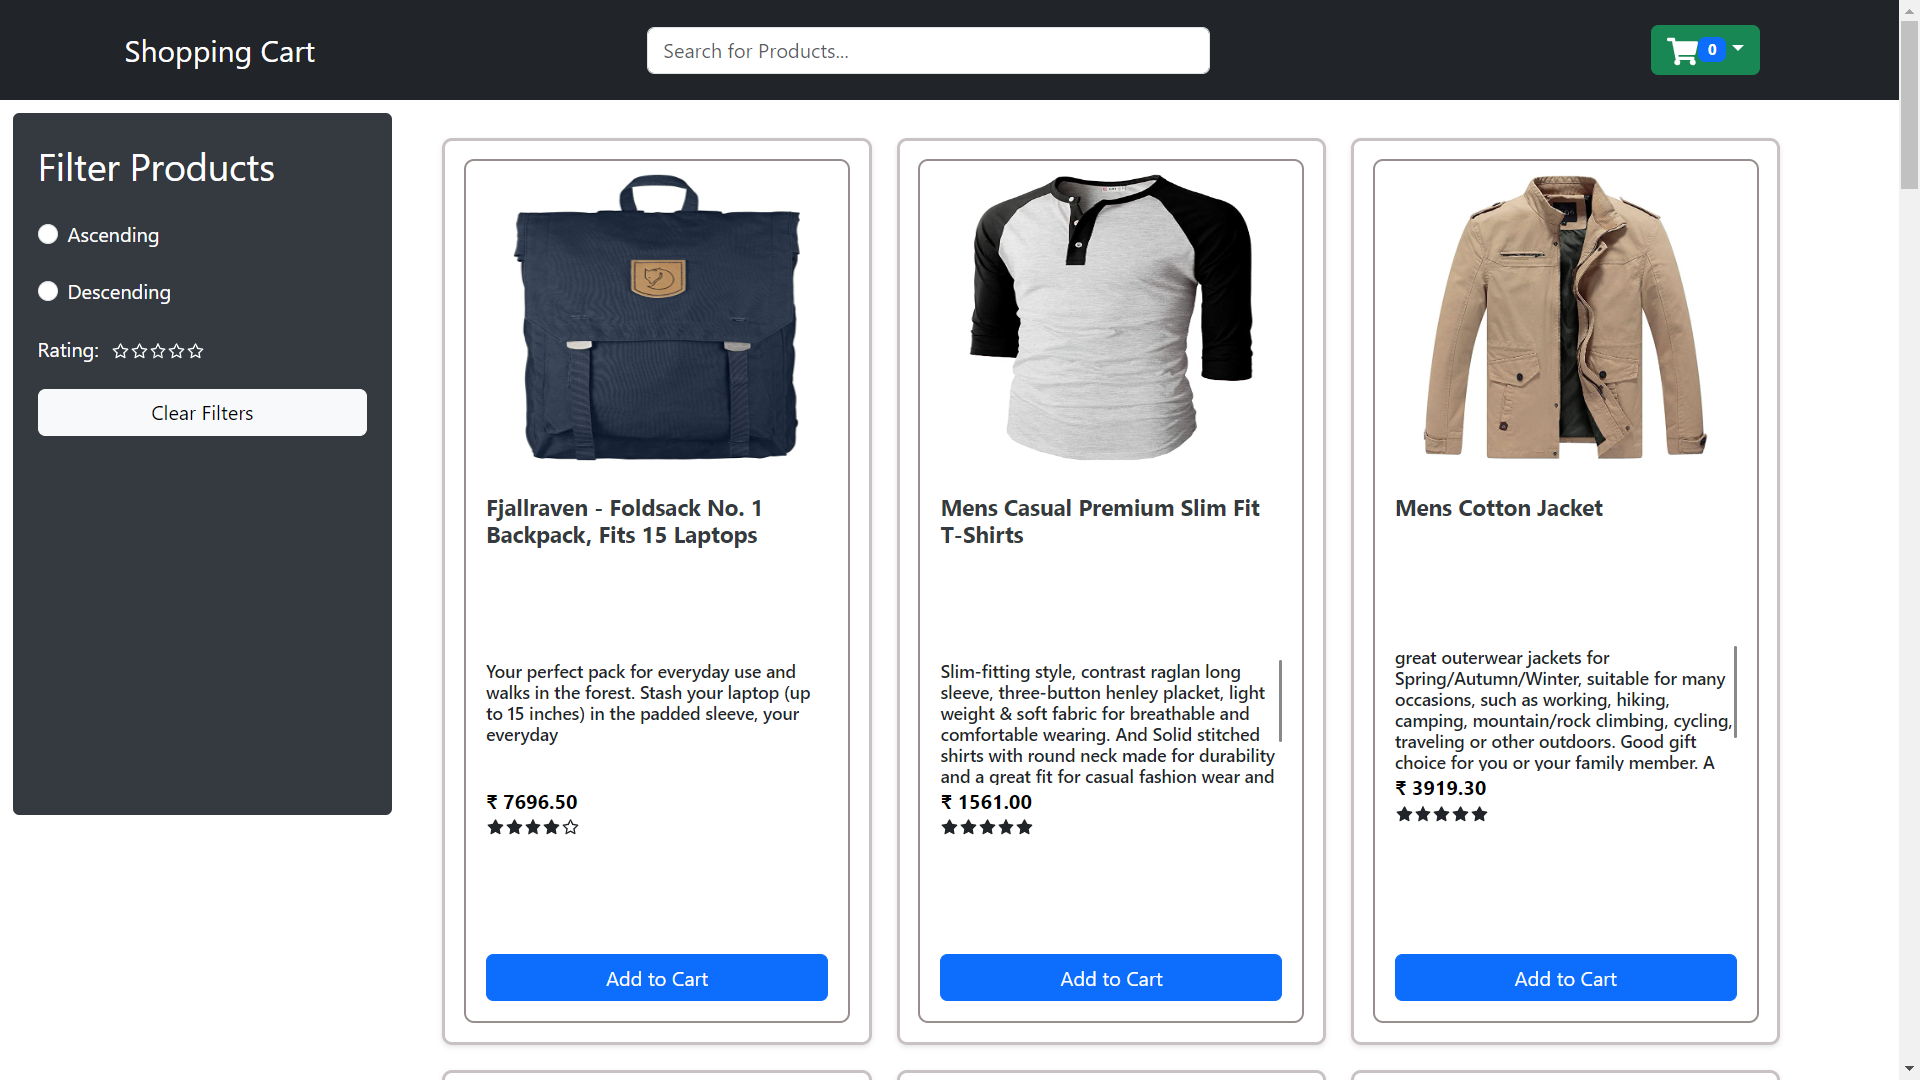 Shopping Cart
Search for Products...
0
Filter Products
Ascending
Descending
Rating:
Clear Filters
Fjallraven - Foldsack No. 1
Backpack, Fits 15 Laptops
Your perfect pack for everyday use and
walks in the forest. Stash your laptop (up
to 15 inches) in the padded sleeve, your
everyday
₹ 7696.50
Add to Cart
Mens Casual Premium Slim Fit
T-Shirts
Slim-fitting style, contrast raglan long
sleeve, three-button henley placket, light
weight & soft fabric for breathable and
comfortable wearing. And Solid stitched
shirts with round neck made for durability
and a great fit for casual fashion wear and
₹ 1561.00
Add to Cart
Mens Cotton Jacket
great outerwear jackets for
Spring/Autumn/Winter, suitable for many
occasions, such as working, hiking,
camping, mountain/rock climbing, cycling,
traveling or other outdoors. Good gift
choice for you or your family member. A
₹ 3919.30
Add to Cart